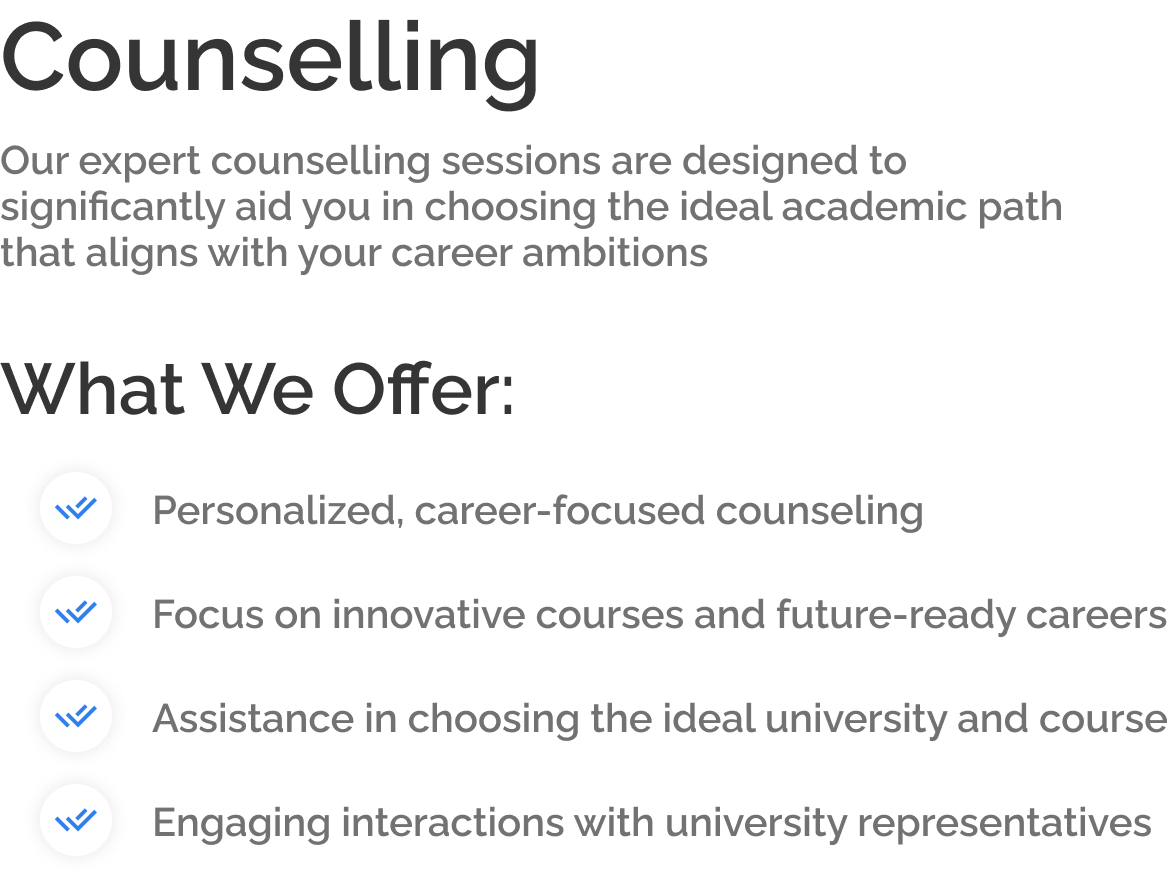 Counselling
Our expert counselling sessions are designed to
significantly aid you in choosing the ideal academic path
that aligns with your career ambitions
What We Offer:
Personalized, career-focused counseling
Focus on innovative courses and future-ready careers
Assistance in choosing the ideal university and course
Engaging interactions with university representatives